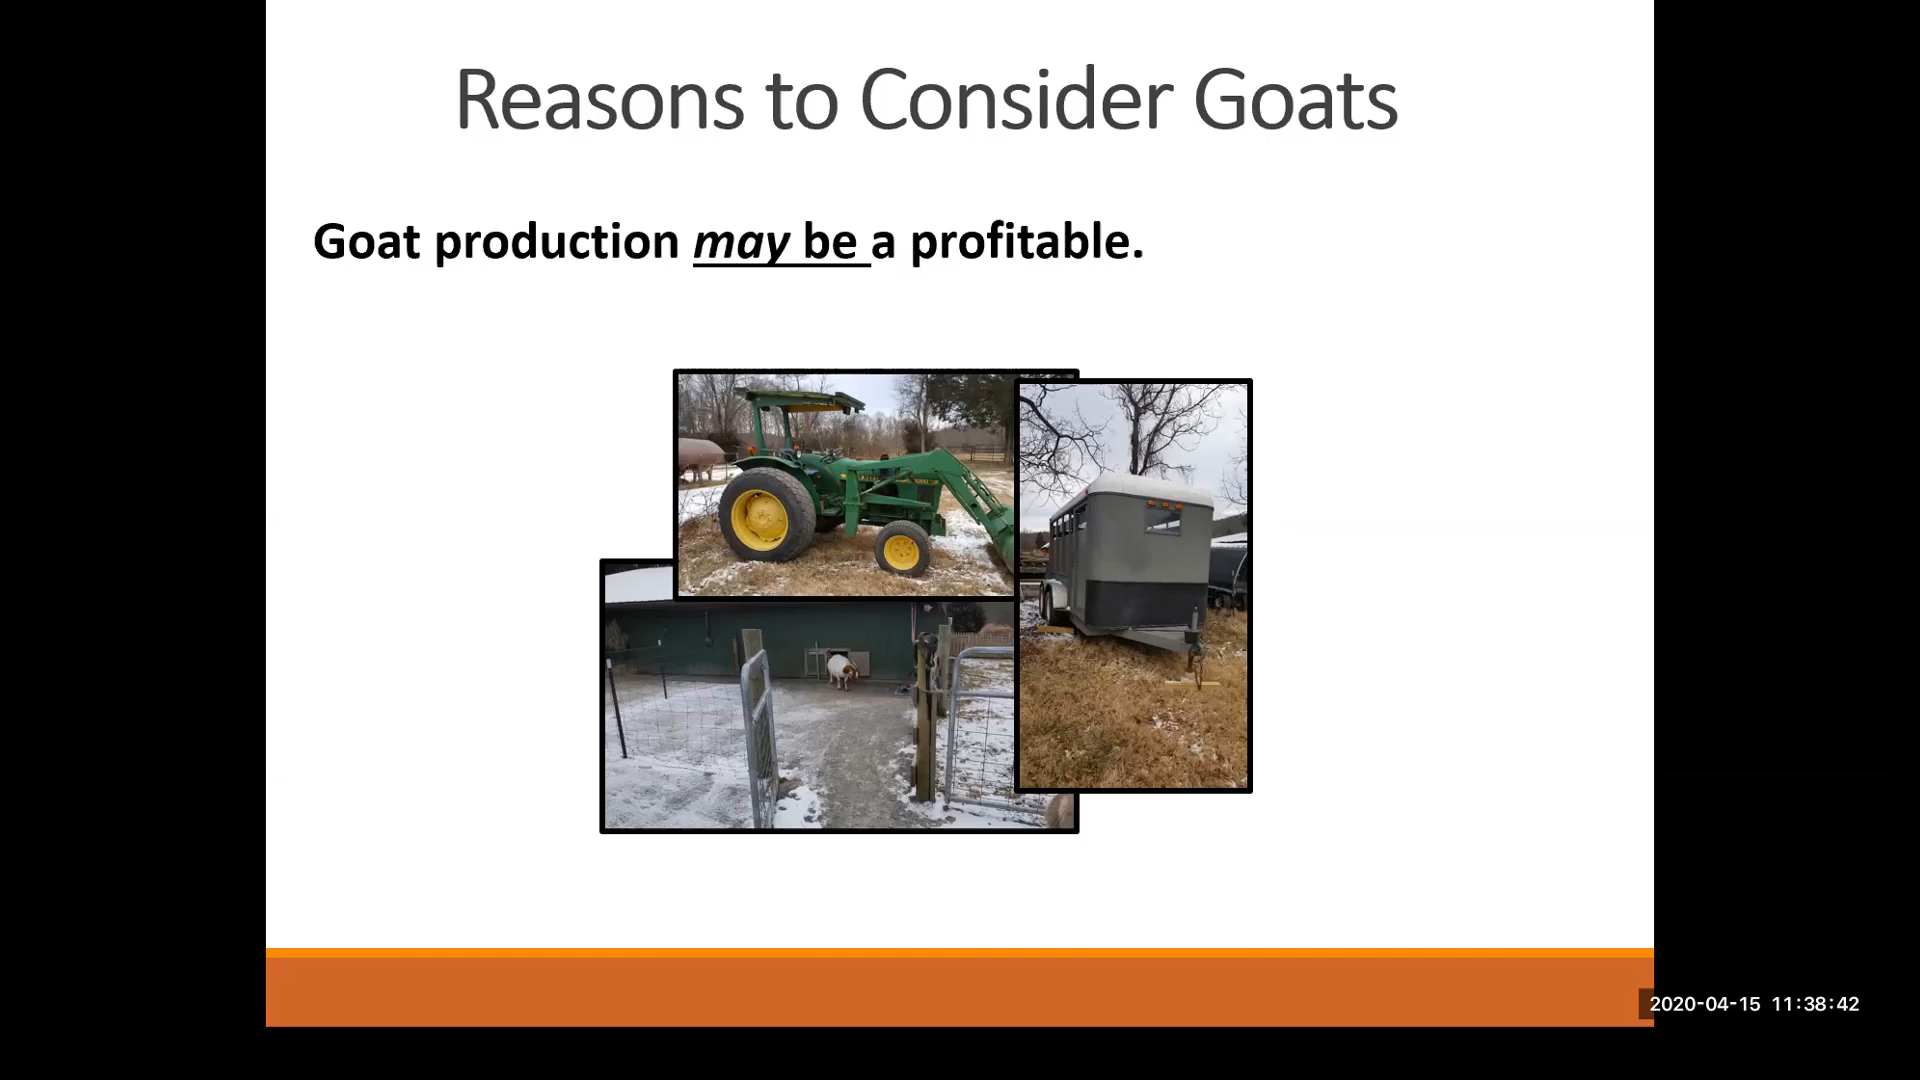 Reasons to Consider Goats
Goat production may be a profitable.
2020-04-15 11:38:42